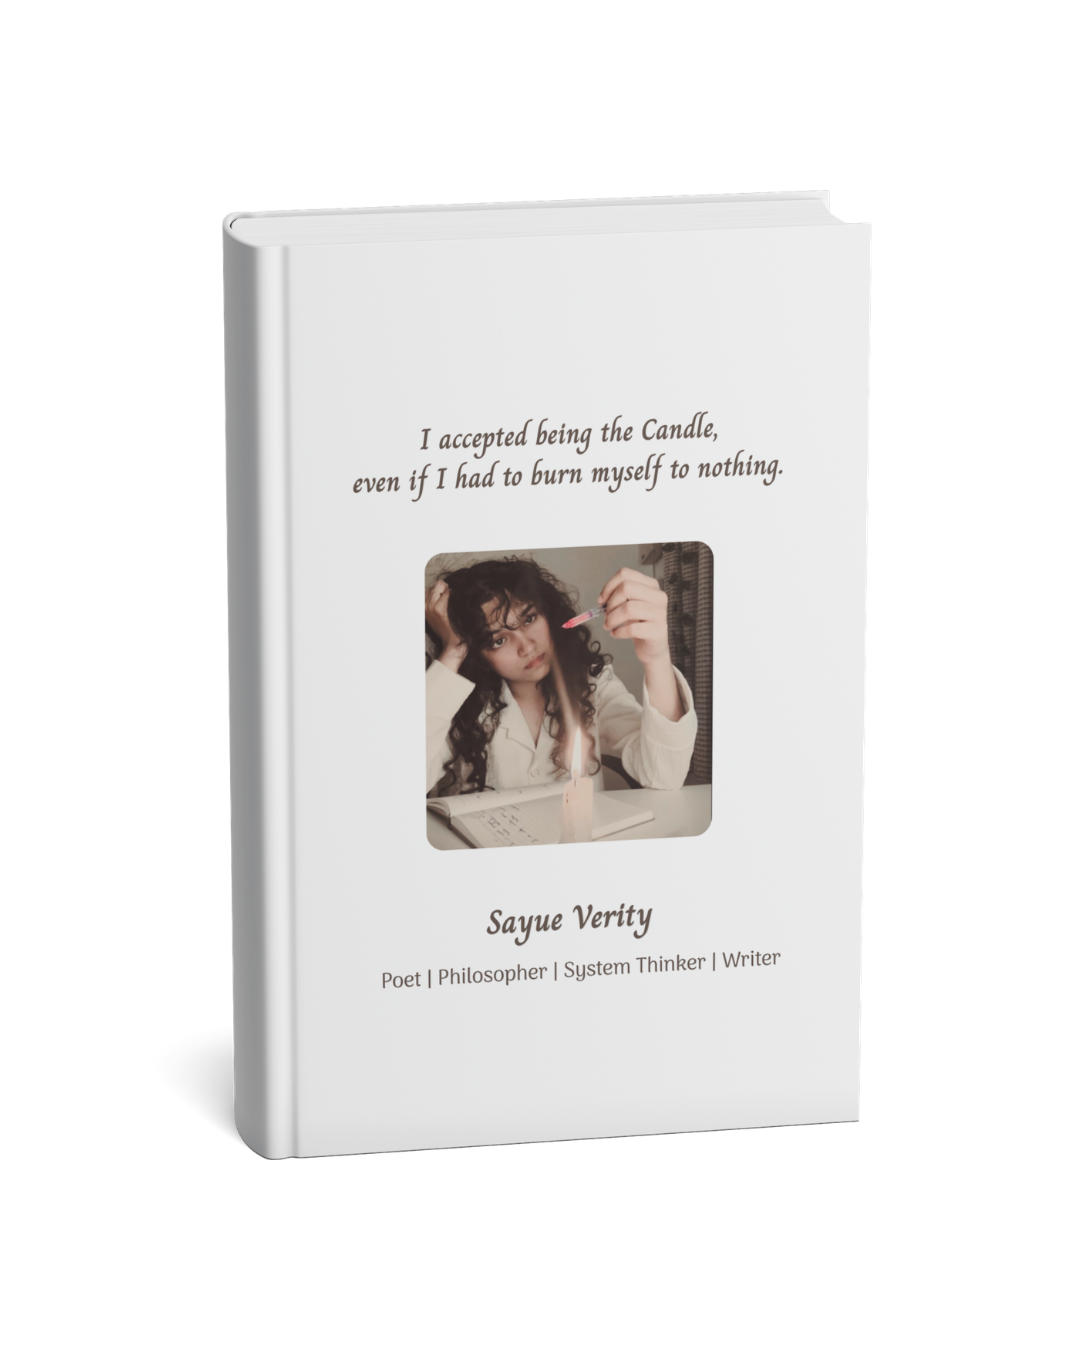 I accepted being the Candle,
even if I had to burn myself to nothing.
Sayue Verity
Poet | Philosopher | System Thinker | Writer